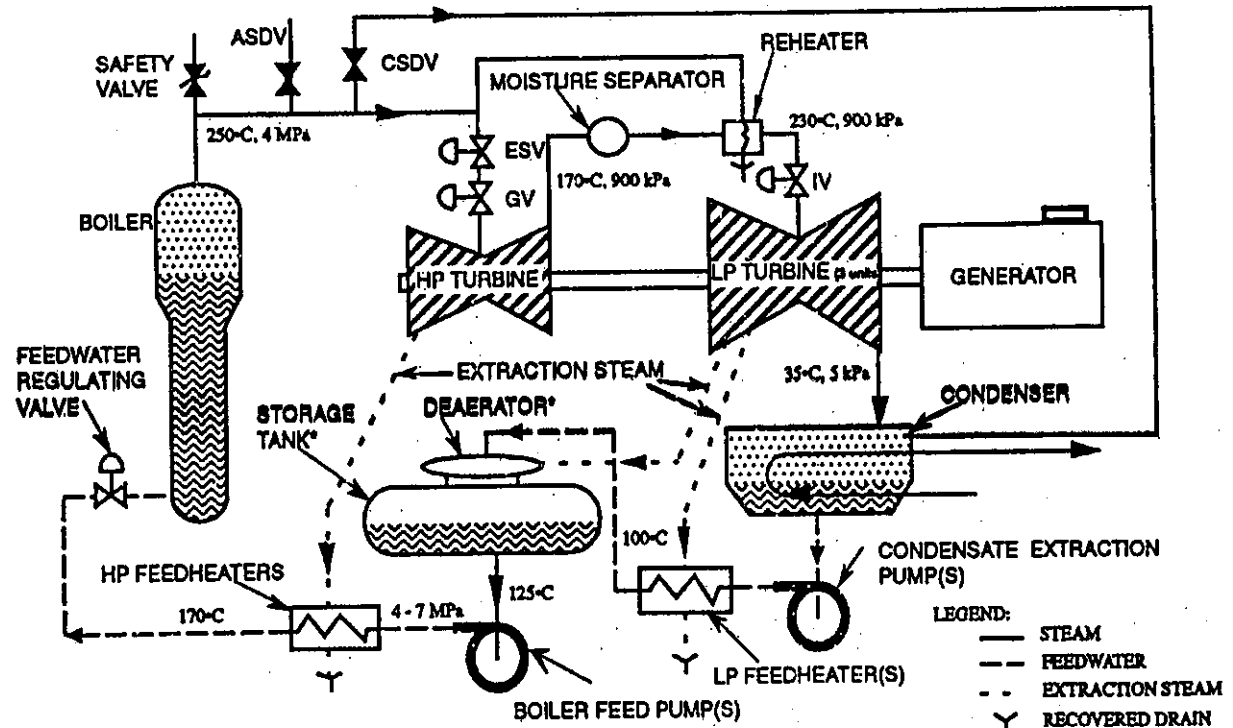 ASDV
SAFETY
VALVE
CSDV
REHEATER
MOISTURE SEPARATOR
250°C, 4 MPa
230°C, 900 kPa
ESV
170°C, 900 kPa
GV
IV
BOILER
HP TURBINE
LP TURBINE (3 units
GENERATOR
FEEDWATER
REGULATING
VALVE
EXTRACTION STEAM
35°C, 5 kPa
CONDENSER
STORAGE
TANK*
DEAERATOR*
100°C
CONDENSATE EXTRACTION
PUMP(S)
HP FEEDHEATERS
125°C
170°C
4 - 7 MPa
LP FEEDHEATER(S)
BOILER FEED PUMP(S)
LEGEND:
STEAM
FEEDWATER
EXTRACTION STEAM
RECOVERED DRAIN